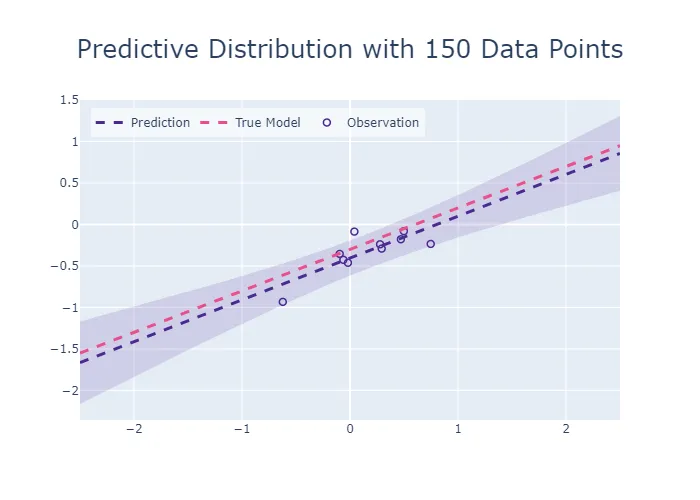 Predictive Distribution with 150 Data Points
1.5
Prediction True Model Observation
1
0.5
0
−0.5
−1
−1.5
−2
−2 −1 0 1 2